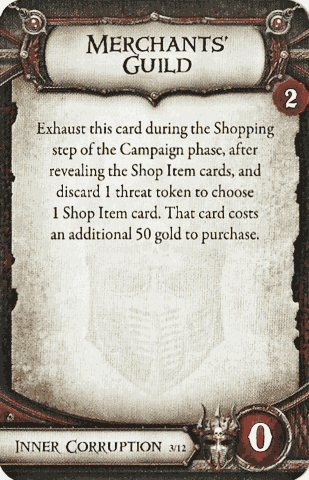 Merchants'
Guild
2
Exhaust this card during the Shopping
step of the Campaign phase, after
revealing the Shop Item cards, and
discard 1 threat token to choose
1 Shop Item card. That card costs
an additional 50 gold to purchase.
Inner Corruption 3/12
0